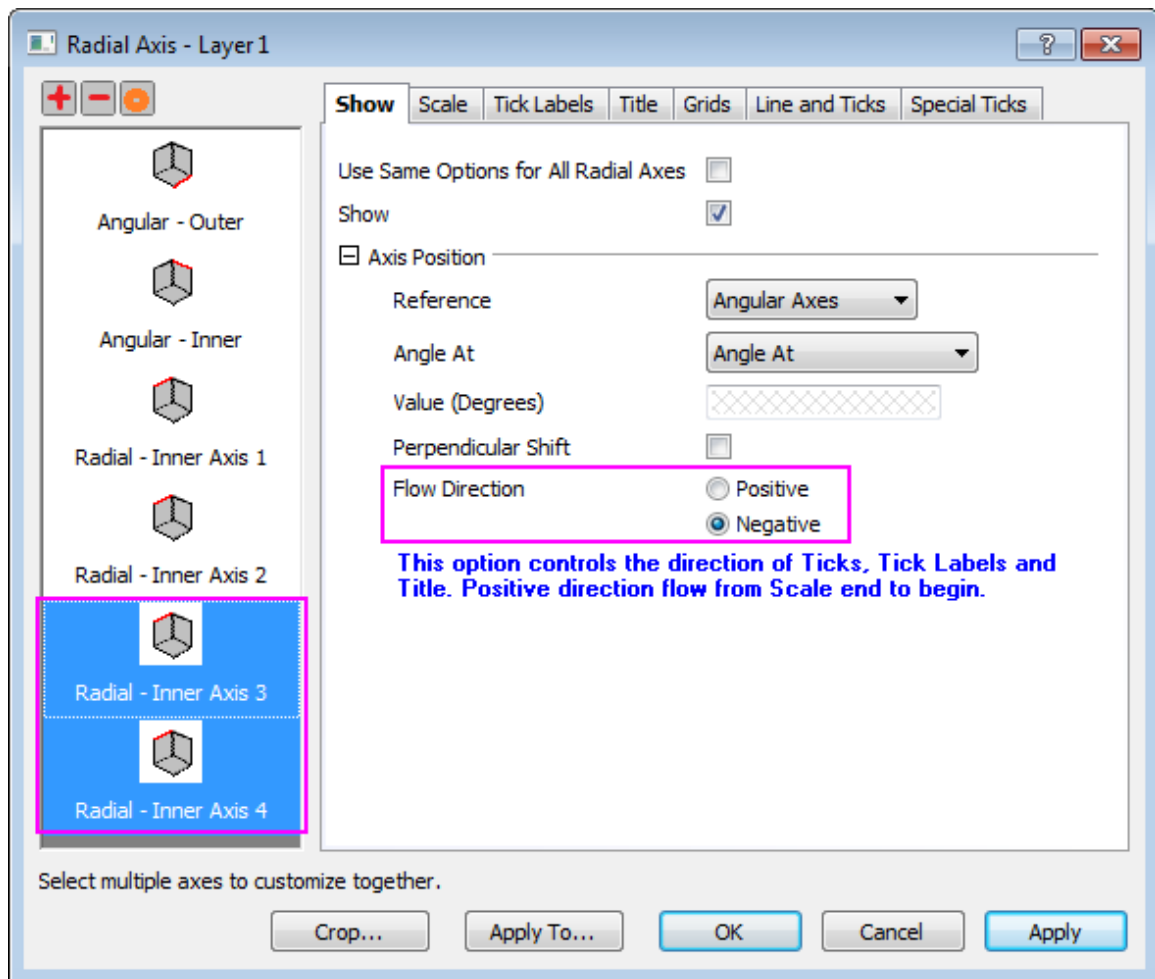 Radial Axis - Layer 1
Show Scale Tick Labels Title Grids Line and Ticks Special Ticks
Angular - Outer
Angular - Inner
Radial - Inner Axis 1
Radial - Inner Axis 2
Radial - Inner Axis 3
Radial - Inner Axis 4
Use Same Options for All Radial Axes
Show
Axis Position
Reference Angular Axes
Angle At Angle At
Value (Degrees)
Perpendicular Shift
Flow Direction Positive
Negative
This option controls the direction of Ticks, Tick Labels and
Title. Positive direction flow from Scale end to begin.
Select multiple axes to customize together.
Crop... Apply To... OK Cancel Apply